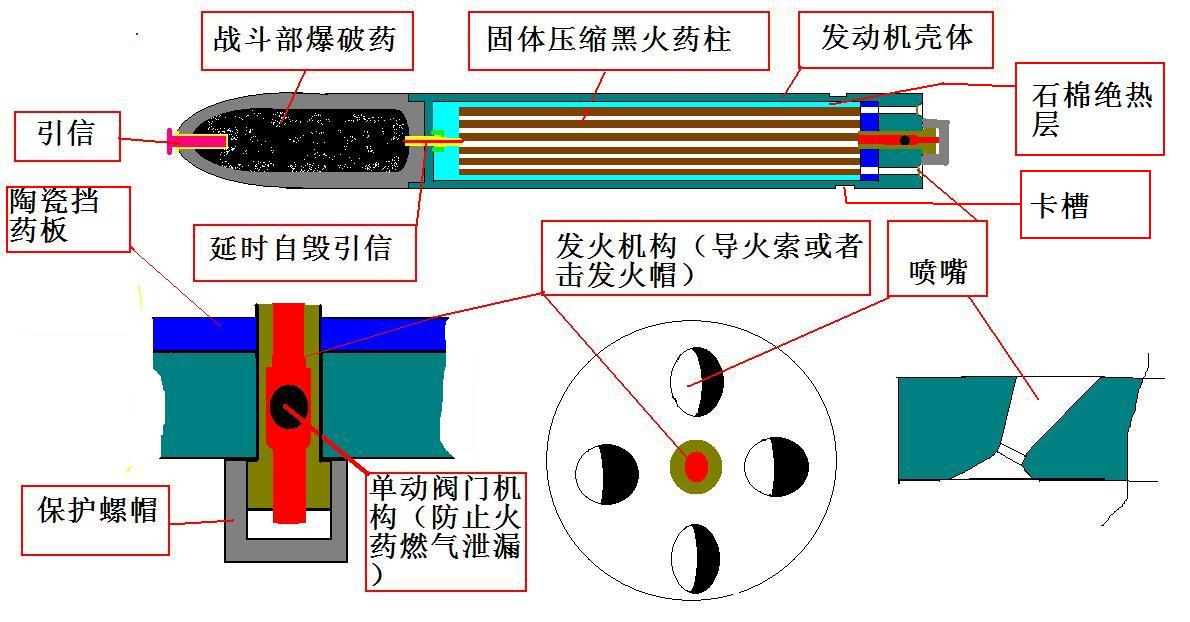 战斗部爆破药
固体压缩黑火药柱
发动机壳体
石棉绝热
层
引信
陶瓷挡
药板
延时自毁引信
发火机构（导火索或者
击发火帽）
喷嘴
卡槽
保护螺帽
单动阀门机
构（防止火
药燃气泄漏
）